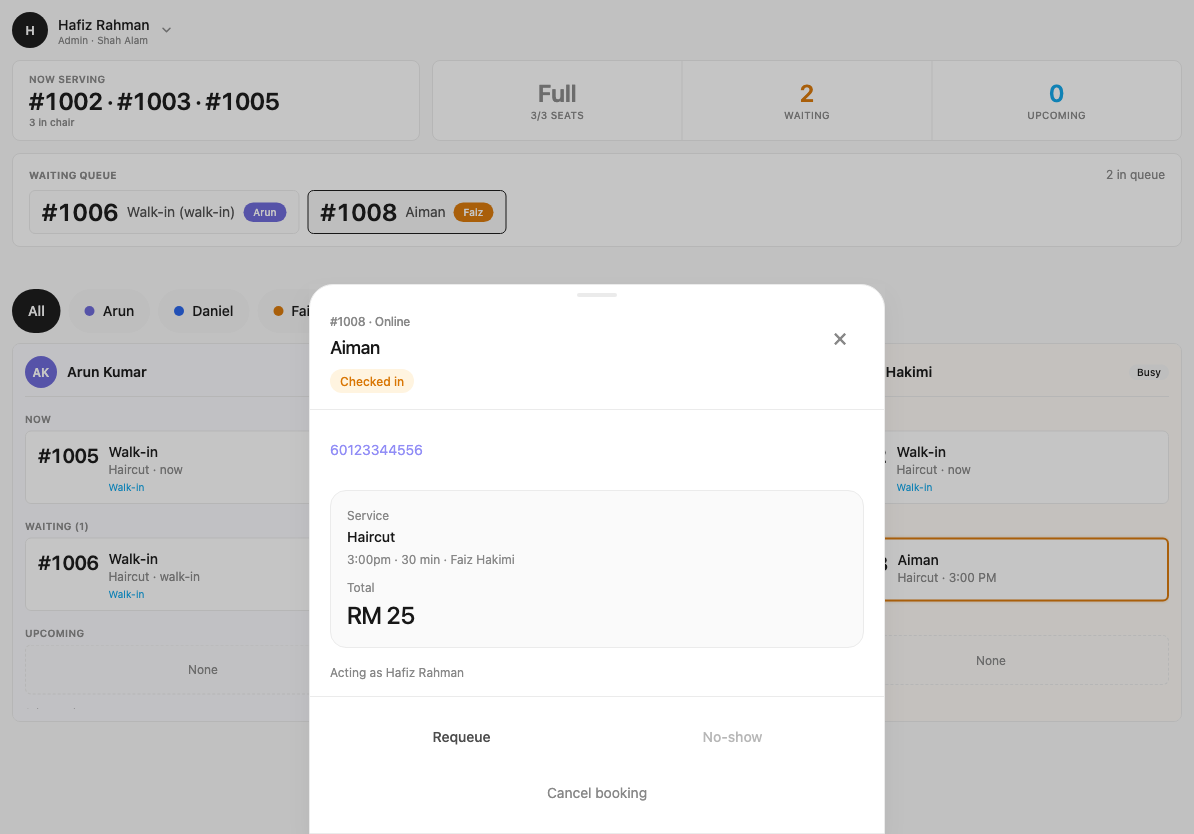 H
Hafiz Rahman
Admin · Shah Alam
NOW SERVING
#1002 · #1003 · #1005
3 in chair
Full
3/3 SEATS
2
WAITING
0
UPCOMING
WAITING QUEUE
2 in queue
#1006 Walk-in (walk-in) Arun
#1008 Aiman Faiz
All
Arun
Daniel
Fai
AK
Arun Kumar
NOW
#1005
Walk-in
Haircut · now
Walk-in
WAITING (1)
#1006
Walk-in
Haircut · walk-in
Walk-in
UPCOMING
None
#1008 · Online
Aiman
Checked in
60123344556
Service
Haircut
3:00pm · 30 min · Faiz Hakimi
Total
RM 25
Acting as Hafiz Rahman
Requeue
No-show
Cancel booking
Hakimi
Busy
Walk-in
Haircut · now
Walk-in
Aiman
Haircut · 3:00 PM
None